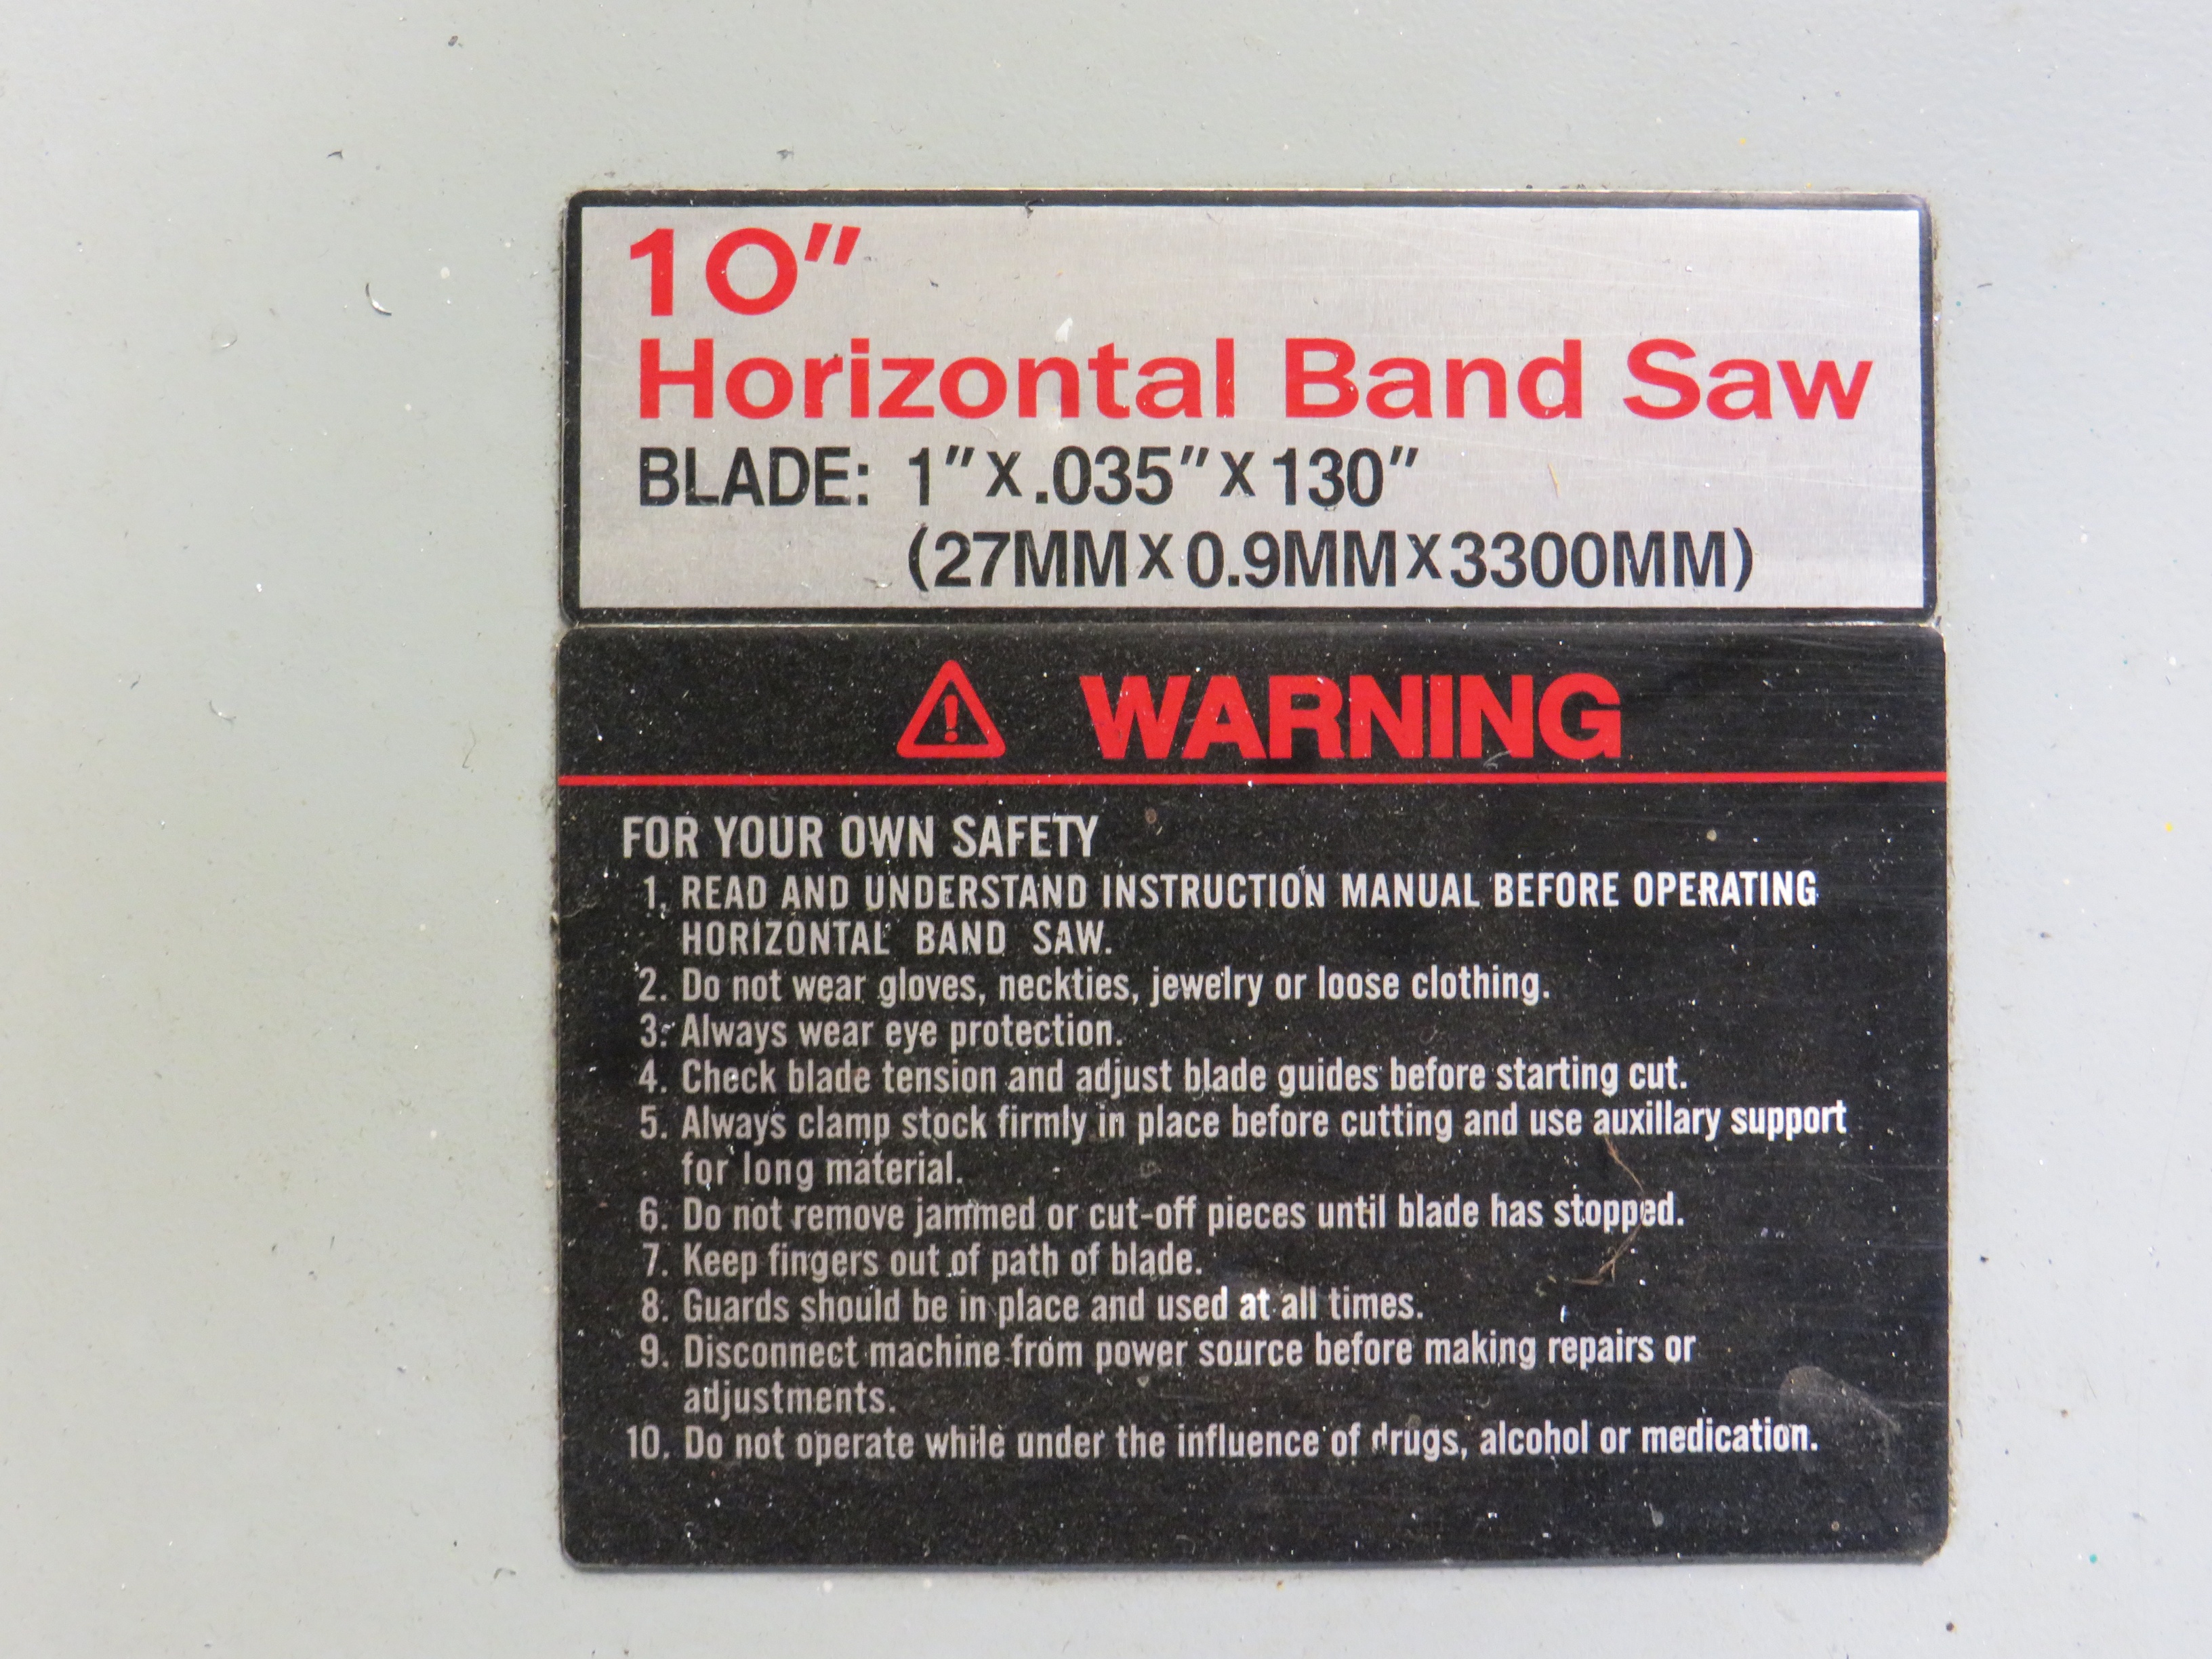 10"
Horizontal Band Saw
BLADE: 1" X .035" X 130"
(27MM X 0.9MM X 3300MM)
WARNING
FOR YOUR OWN SAFETY
1. READ AND UNDERSTAND INSTRUCTION MANUAL BEFORE OPERATING
HORIZONTAL BAND SAW.
2. Do not wear gloves, neckties, jewelry or loose clothing.
3. Always wear eye protection.
4. Check blade tension and adjust blade guides before starting cut.
5. Always clamp stock firmly in place before cutting and use auxillary support
for long material.
6. Do not remove jammed or cut-off pieces until blade has stopped.
7. Keep fingers out of path of blade.
8. Guards should be in place and used at all times.
9. Disconnect machine from power source before making repairs or
adjustments.
10. Do not operate while under the influence of drugs, alcohol or medication.